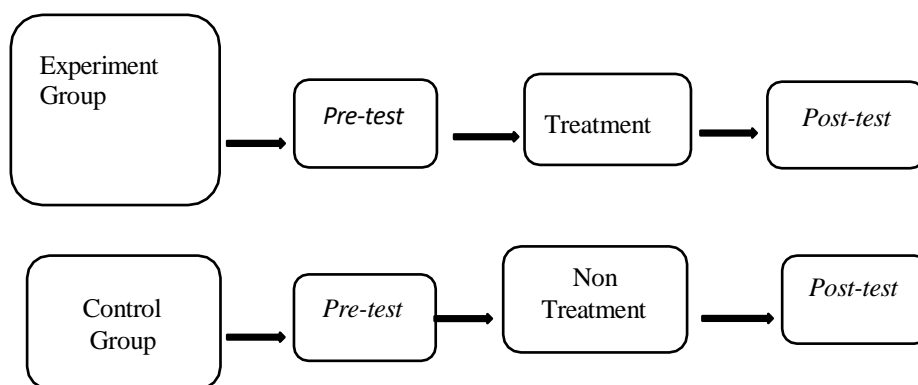 Experiment
Group
Pre-test
Treatment
Post-test
Control
Group
Pre-test
Non
Treatment
Post-test